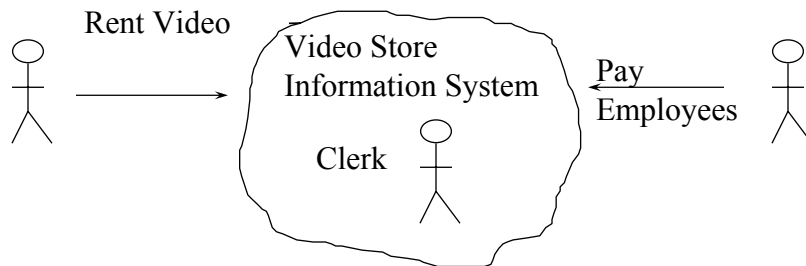 Rent Video
Video Store
Information System
Pay
Employees
Clerk